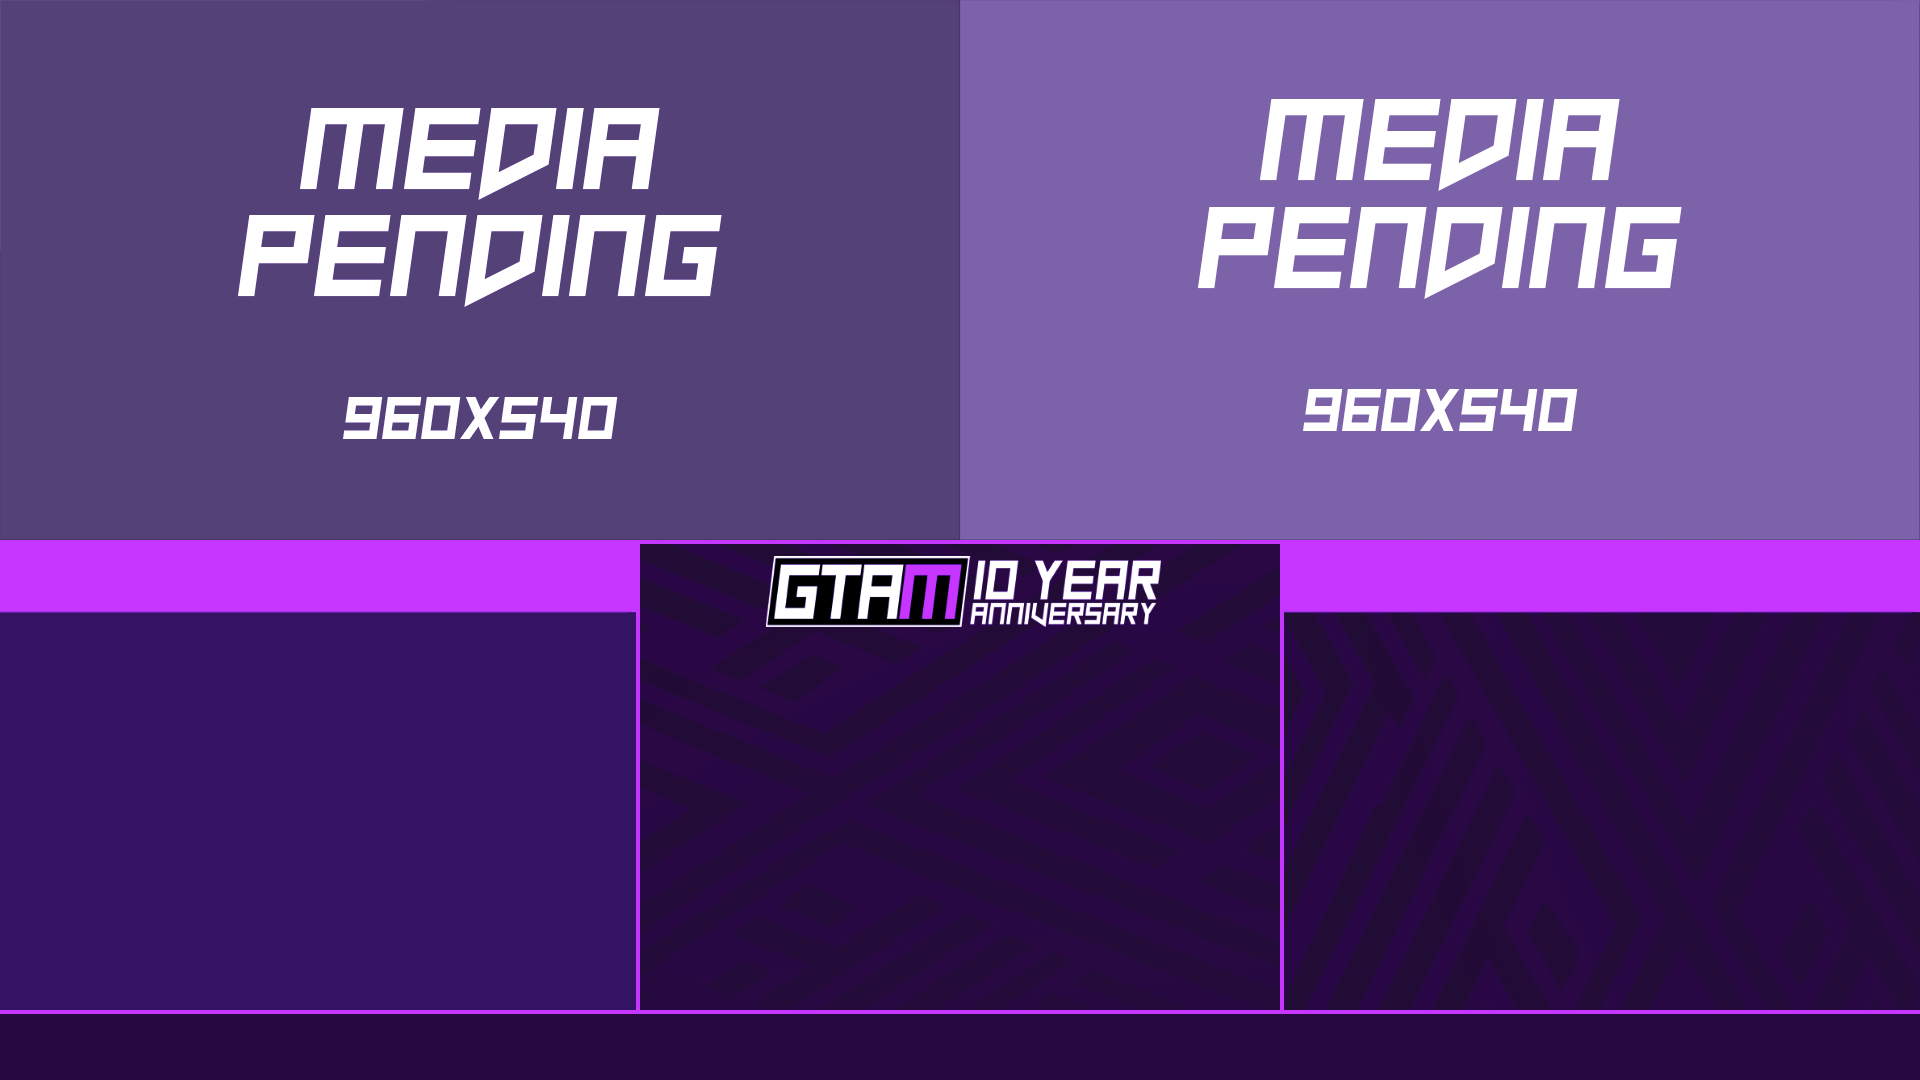 MEDIA
PENDING
960X540
MEDIA
PENDING
960X540
GTAM 10 YEAR
ANNIVERSARY